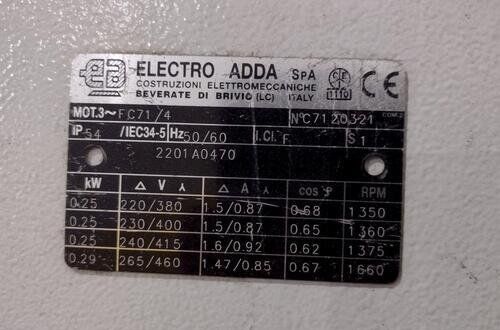 ea ELECTRO ADDA SpA
COSTRUZIONI ELETTROMECCANICHE
BEVERATE DI BRIVIO (LC) ITALY
MOT.3~ FC71/4 N°C7120321
IP 54 /IEC34-5 Hz 50/60 I.Cl. F S 1
2201A0470
kW Δ V ⅄ Δ A ⅄ COS φ RPM
0.25 220/380 1.5/0.87 0.68 1350
0.25 230/400 1.5/0.87 0.65 1360
0.25 240/415 1.6/0.92 0.62 1375
0.29 265/460 1.47/0.85 0.67 1660